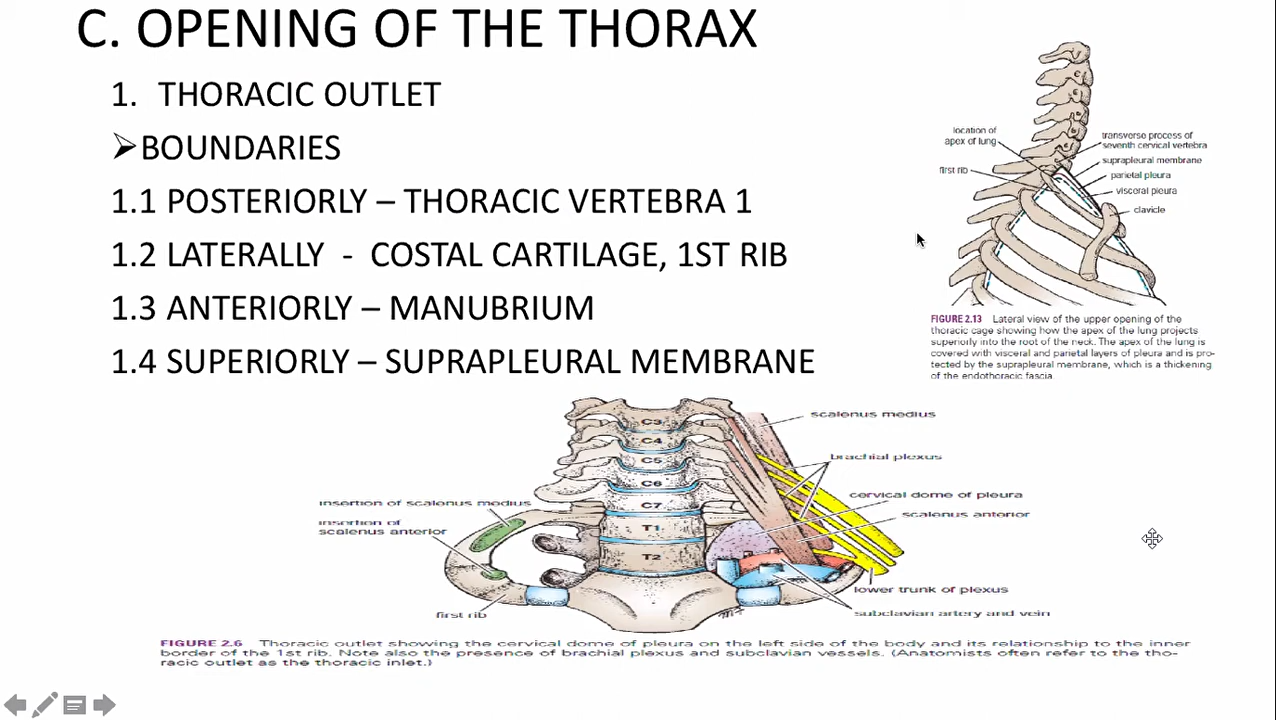 C. OPENING OF THE THORAX
1. THORACIC OUTLET
➢BOUNDARIES
1.1 POSTERIORLY – THORACIC VERTEBRA 1
1.2 LATERALLY - COSTAL CARTILAGE, 1ST RIB
1.3 ANTERIORLY – MANUBRIUM
1.4 SUPERIORLY – SUPRAPLEURAL MEMBRANE
location of
apex of lung
first rib
transverse process of
seventh cervical vertebra
suprapleural membrane
parietal pleura
visceral pleura
clavicle
FIGURE 2.13 Lateral view of the upper opening of the
thoracic cage showing how the apex of the lung projects
superiorly into the root of the neck. The apex of the lung is
covered with visceral and parietal layers of pleura and is pro-
tected by the suprapleural membrane, which is a thickening
of the endothoracic fascia.
scalenus medius
brachial plexus
cervical dome of pleura
scalenus anterior
lower trunk of plexus
subclavian artery and vein
insertion of scalenus medius
insertion of
scalenus anterior
first rib
C3
C4
C5
C6
C7
T1
T2
FIGURE 2.6 Thoracic outlet showing the cervical dome of pleura on the left side of the body and its relationship to the inner
border of the 1st rib. Note also the presence of brachial plexus and subclavian vessels. (Anatomists often refer to the tho-
racic outlet as the thoracic inlet.)